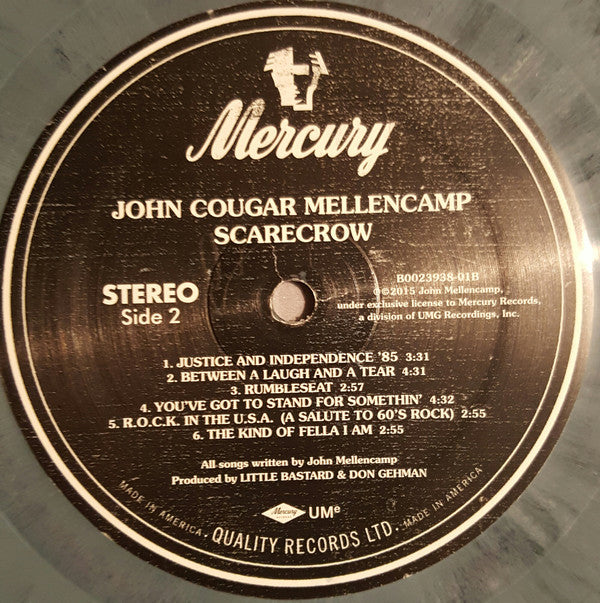 Mercury
JOHN COUGAR MELLENCAMP
SCARECROW
STEREO
Side 2
B0023938-01B
℗©2015 John Mellencamp,
under exclusive license to Mercury Records,
a division of UMG Recordings, Inc.
1. JUSTICE AND INDEPENDENCE '85 3:31
2. BETWEEN A LAUGH AND A TEAR 4:31
3. RUMBLESEAT 2:57
4. YOU'VE GOT TO STAND FOR SOMETHIN' 4:32
5. R.O.C.K. IN THE U.S.A. (A SALUTE TO 60'S ROCK) 2:55
6. THE KIND OF FELLA I AM 2:55
All songs written by John Mellencamp
Produced by LITTLE BASTARD & DON GEHMAN
Mercury
RECORDS
UMe
MADE IN AMERICA · QUALITY RECORDS LTD. · MADE IN AMERICA